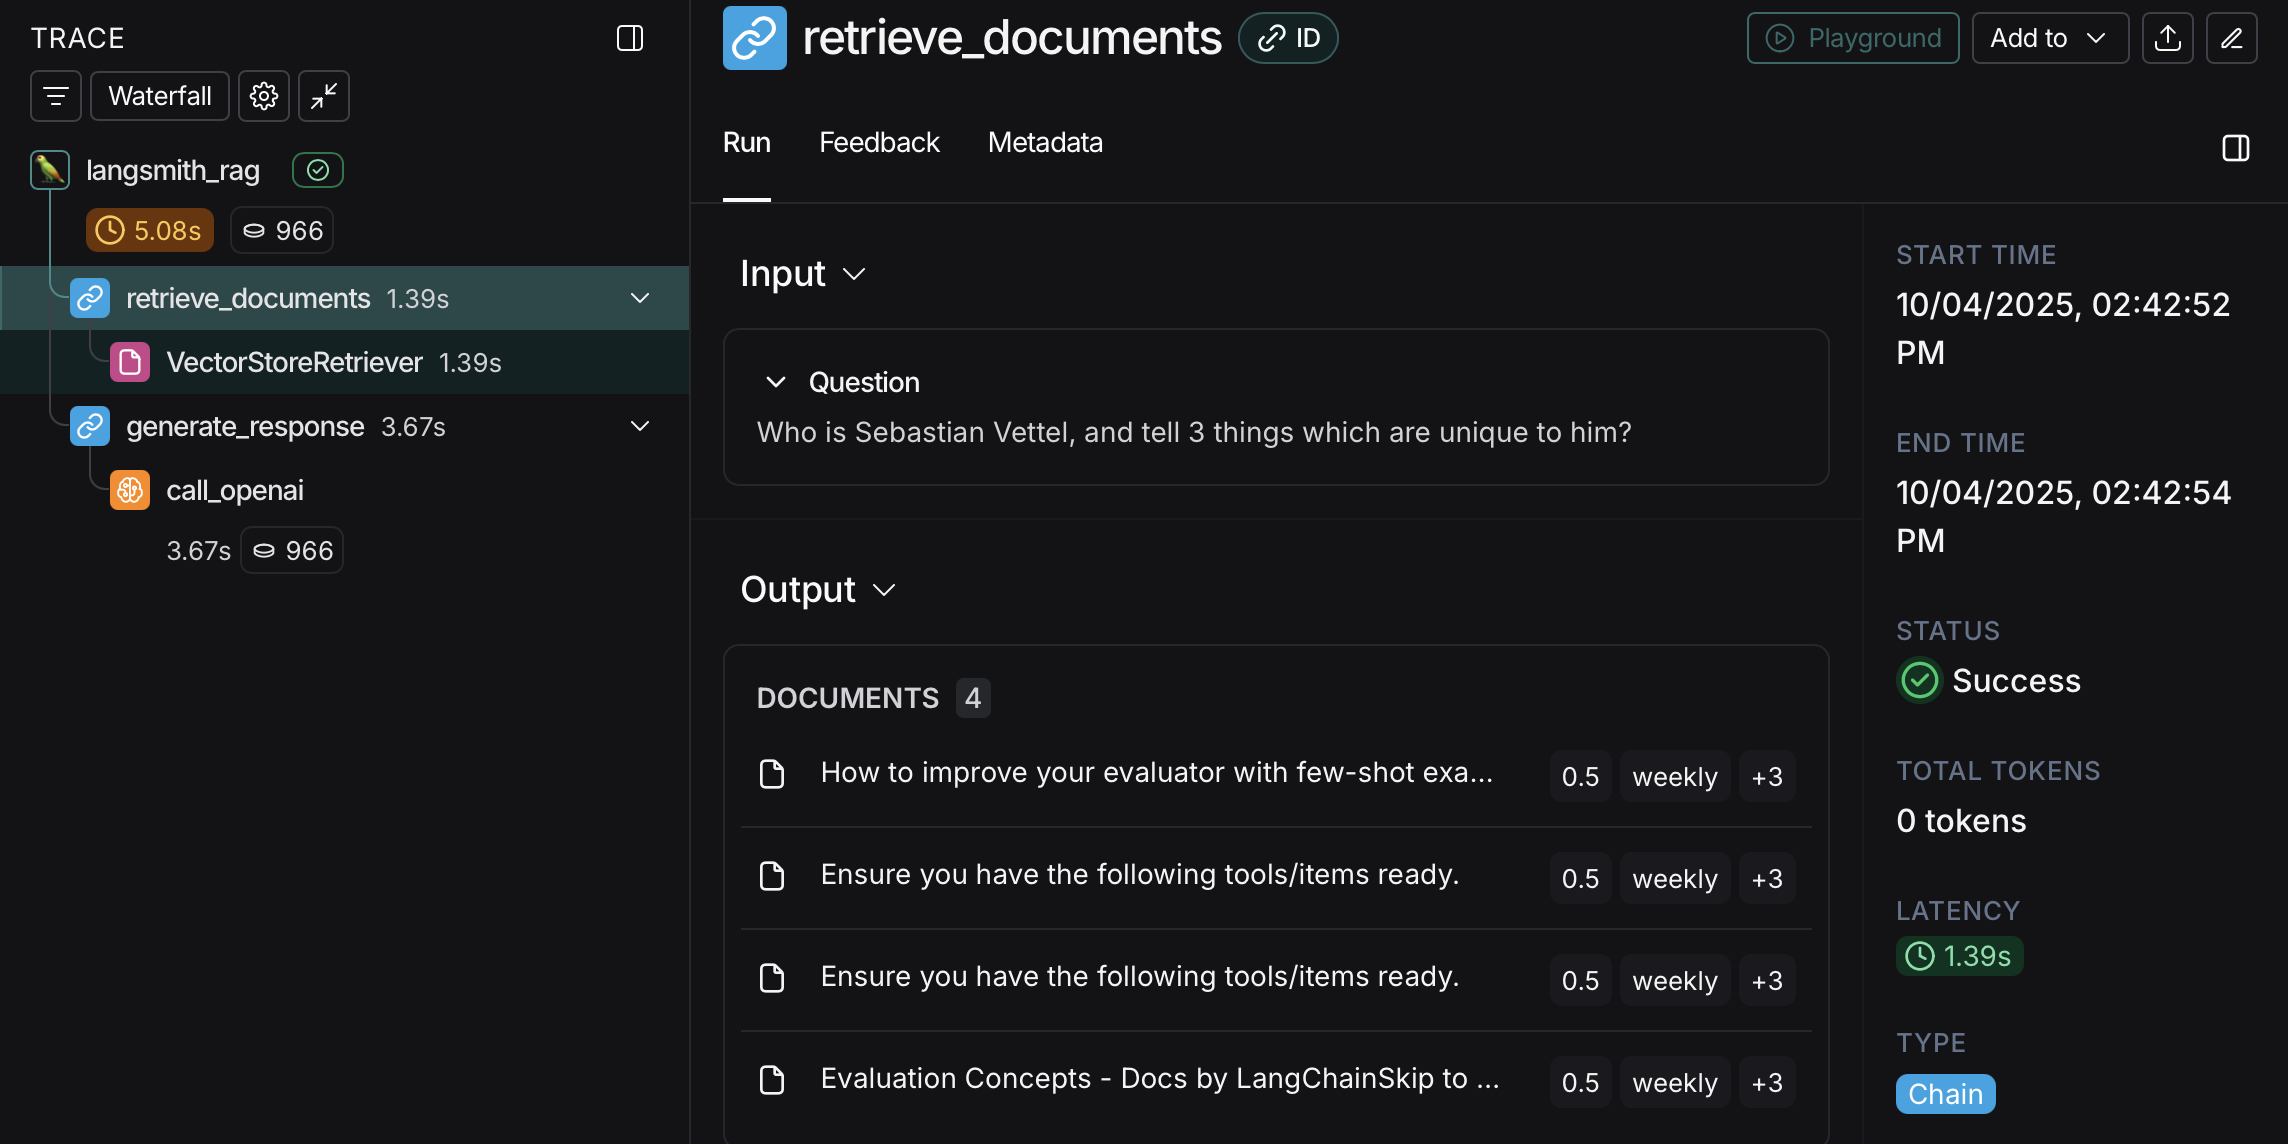 TRACE
Waterfall
langsmith_rag
5.08s 966
retrieve_documents 1.39s
VectorStoreRetriever 1.39s
generate_response 3.67s
call_openai
3.67s 966
retrieve_documents ID
Playground Add to
Run Feedback Metadata
Input
Question
Who is Sebastian Vettel, and tell 3 things which are unique to him?
Output
DOCUMENTS 4
How to improve your evaluator with few-shot exa... 0.5 weekly +3
Ensure you have the following tools/items ready. 0.5 weekly +3
Ensure you have the following tools/items ready. 0.5 weekly +3
Evaluation Concepts - Docs by LangChainSkip to ... 0.5 weekly +3
START TIME
10/04/2025, 02:42:52
PM
END TIME
10/04/2025, 02:42:54
PM
STATUS
Success
TOTAL TOKENS
0 tokens
LATENCY
1.39s
TYPE
Chain